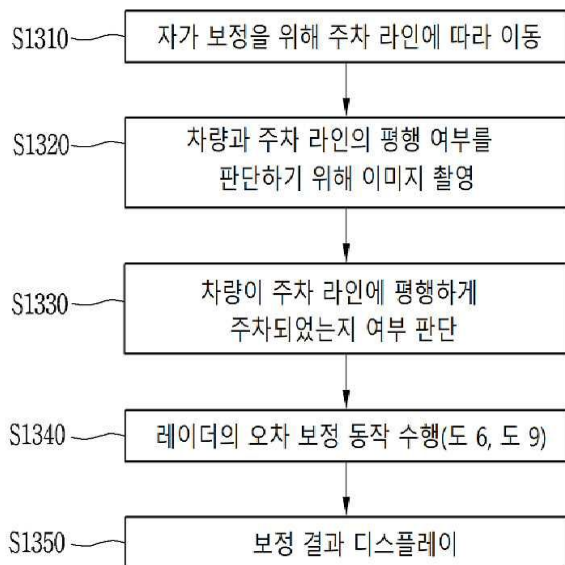 S1310
자가 보정을 위해 주차 라인에 따라 이동
S1320
차량과 주차 라인의 평행 여부를
판단하기 위해 이미지 촬영
S1330
차량이 주차 라인에 평행하게
주차되었는지 여부 판단
S1340
레이더의 오차 보정 동작 수행(도 6, 도 9)
S1350
보정 결과 디스플레이